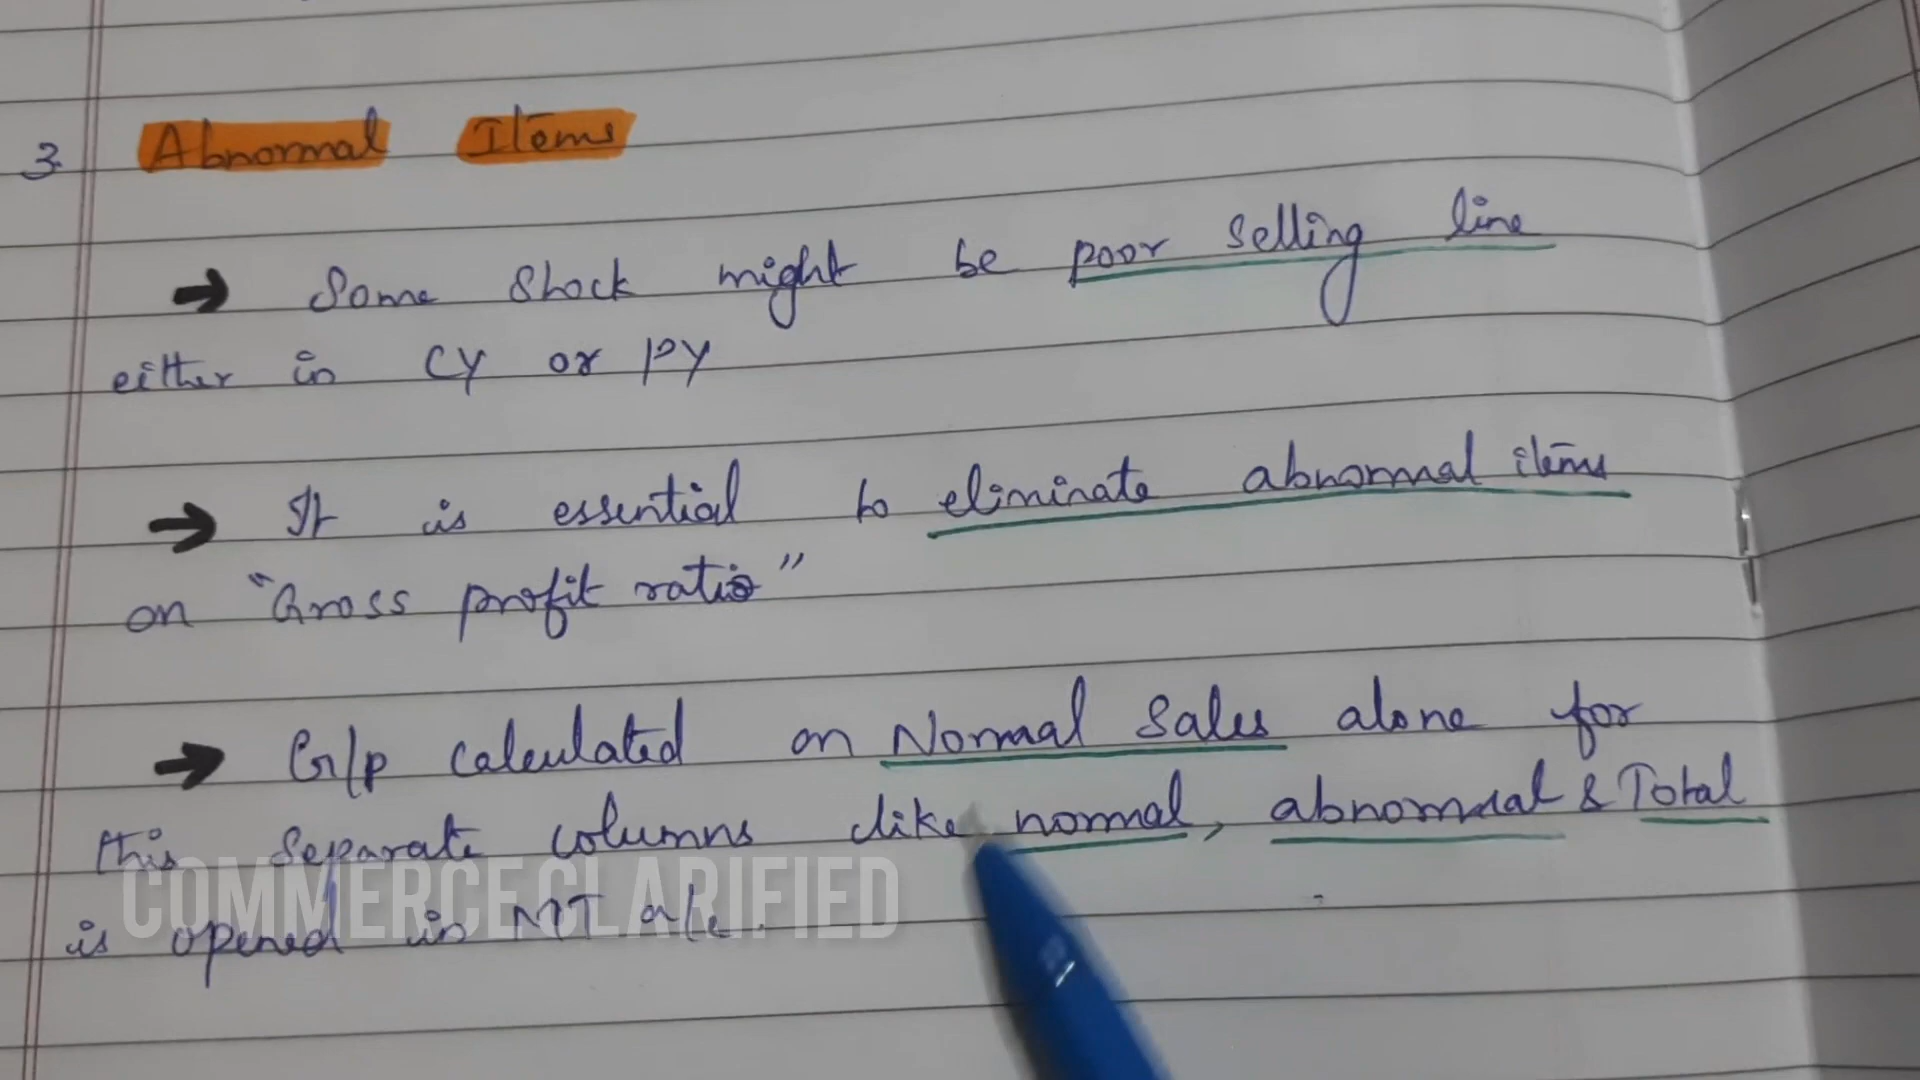 3. Abnormal Items
→ Some Stock might be poor selling line
either in CY or PY
→ It is essential to eliminate abnormal items
on "Gross profit ratio"
→ G/p calculated on Normal Sales alone for
this separate columns like normal, abnormal & Total
is opened in MT a/c.
COMMERCE CLARIFIED